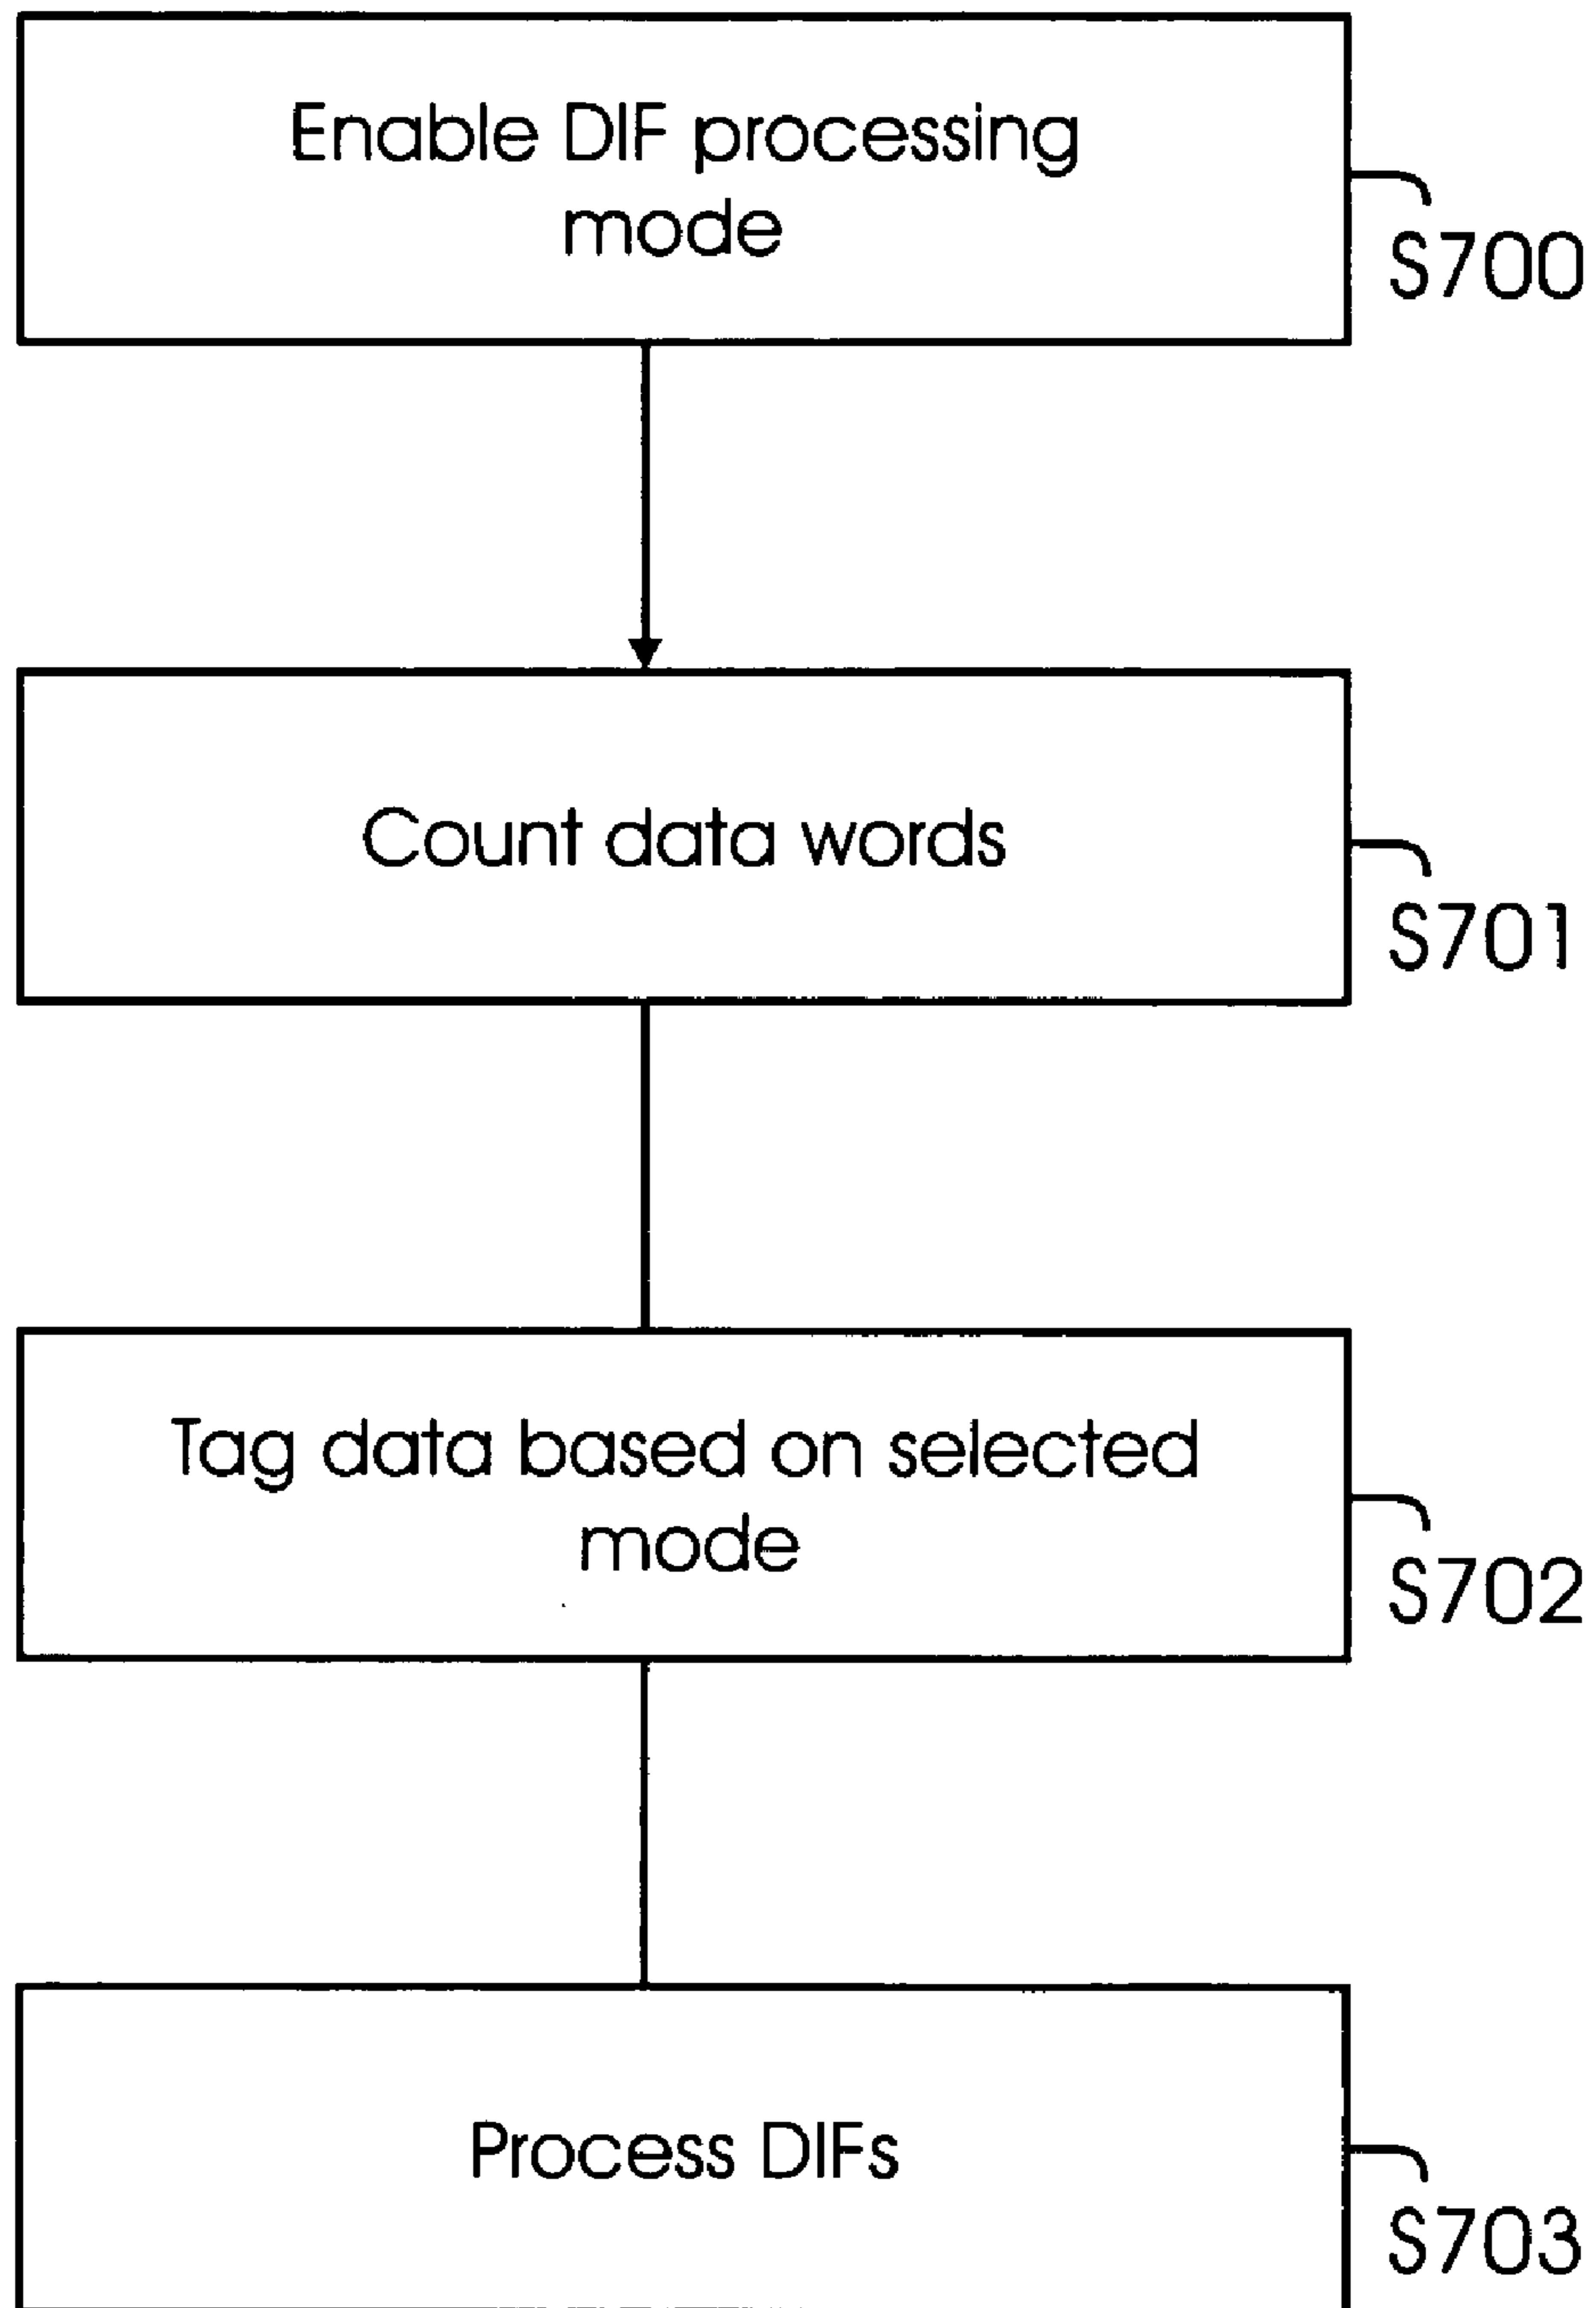 Enable DIF processing
mode
S700
Count data words
S701
Tag data based on selected
mode
S702
Process DIFs
S703